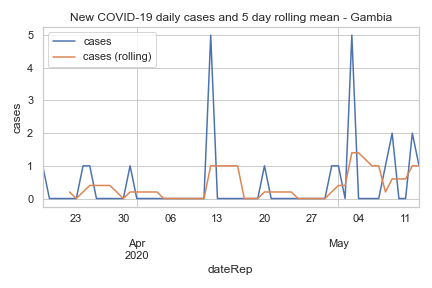 New COVID-19 daily cases and 5 day rolling mean - Gambia
cases
cases (rolling)
5
4
3
2
1
0
cases
23 30 06 13 20 27 04 11
Apr May
2020
dateRep